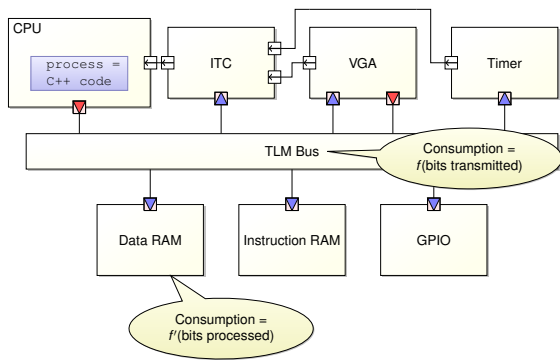 CPU
process =
C++ code
ITC
VGA
Timer
TLM Bus
Consumption =
f(bits transmitted)
Data RAM
Instruction RAM
GPIO
Consumption =
f′(bits processed)